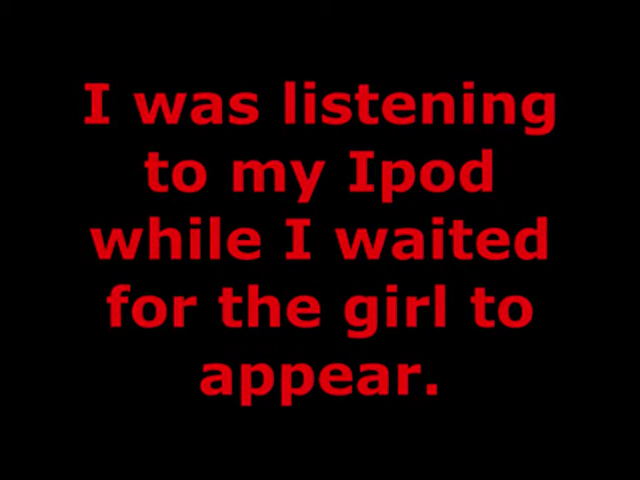 I was listening
to my Ipod
while I waited
for the girl to
appear.